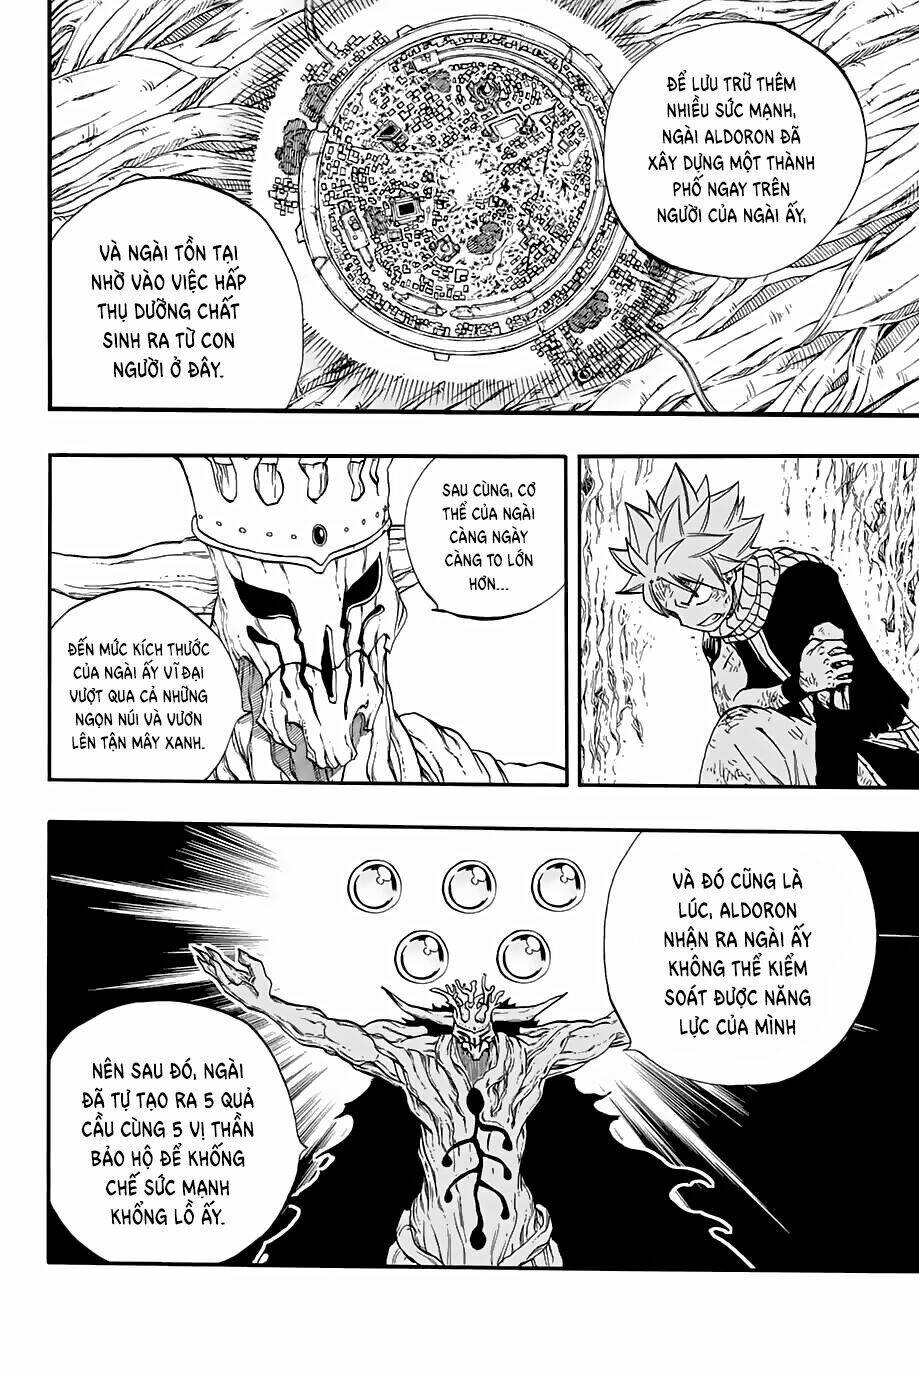 ĐỂ LƯU TRỮ THÊM
NHIỀU SỨC MẠNH,
NGÀI ALDORON ĐÃ
XÂY DỰNG MỘT THÀNH
PHỐ NGAY TRÊN
NGƯỜI CỦA NGÀI ẤY,
VÀ NGÀI TỒN TẠI
NHỜ VÀO VIỆC HẤP
THỤ DƯỠNG CHẤT
SINH RA TỪ CON
NGƯỜI Ở ĐÂY.
SAU CÙNG, CƠ
THỂ CỦA NGÀI
CÀNG NGÀY
CÀNG TO LỚN
HƠN...
ĐẾN MỨC KÍCH THƯỚC
CỦA NGÀI ẤY VĨ ĐẠI
VƯỢT QUA CẢ NHỮNG
NGỌN NÚI VÀ VƯƠN
LÊN TẬN MÂY XANH.
VÀ ĐÓ CŨNG LÀ
LÚC, ALDORON
NHẬN RA NGÀI ẤY
KHÔNG THỂ KIỂM
SOÁT ĐƯỢC NĂNG
LỰC CỦA MÌNH
NÊN SAU ĐÓ, NGÀI
ĐÃ TỰ TẠO RA 5 QUẢ
CẦU CÙNG 5 VỊ THẦN
BẢO HỘ ĐỂ KHỐNG
CHẾ SỨC MẠNH
KHỔNG LỒ ẤY.